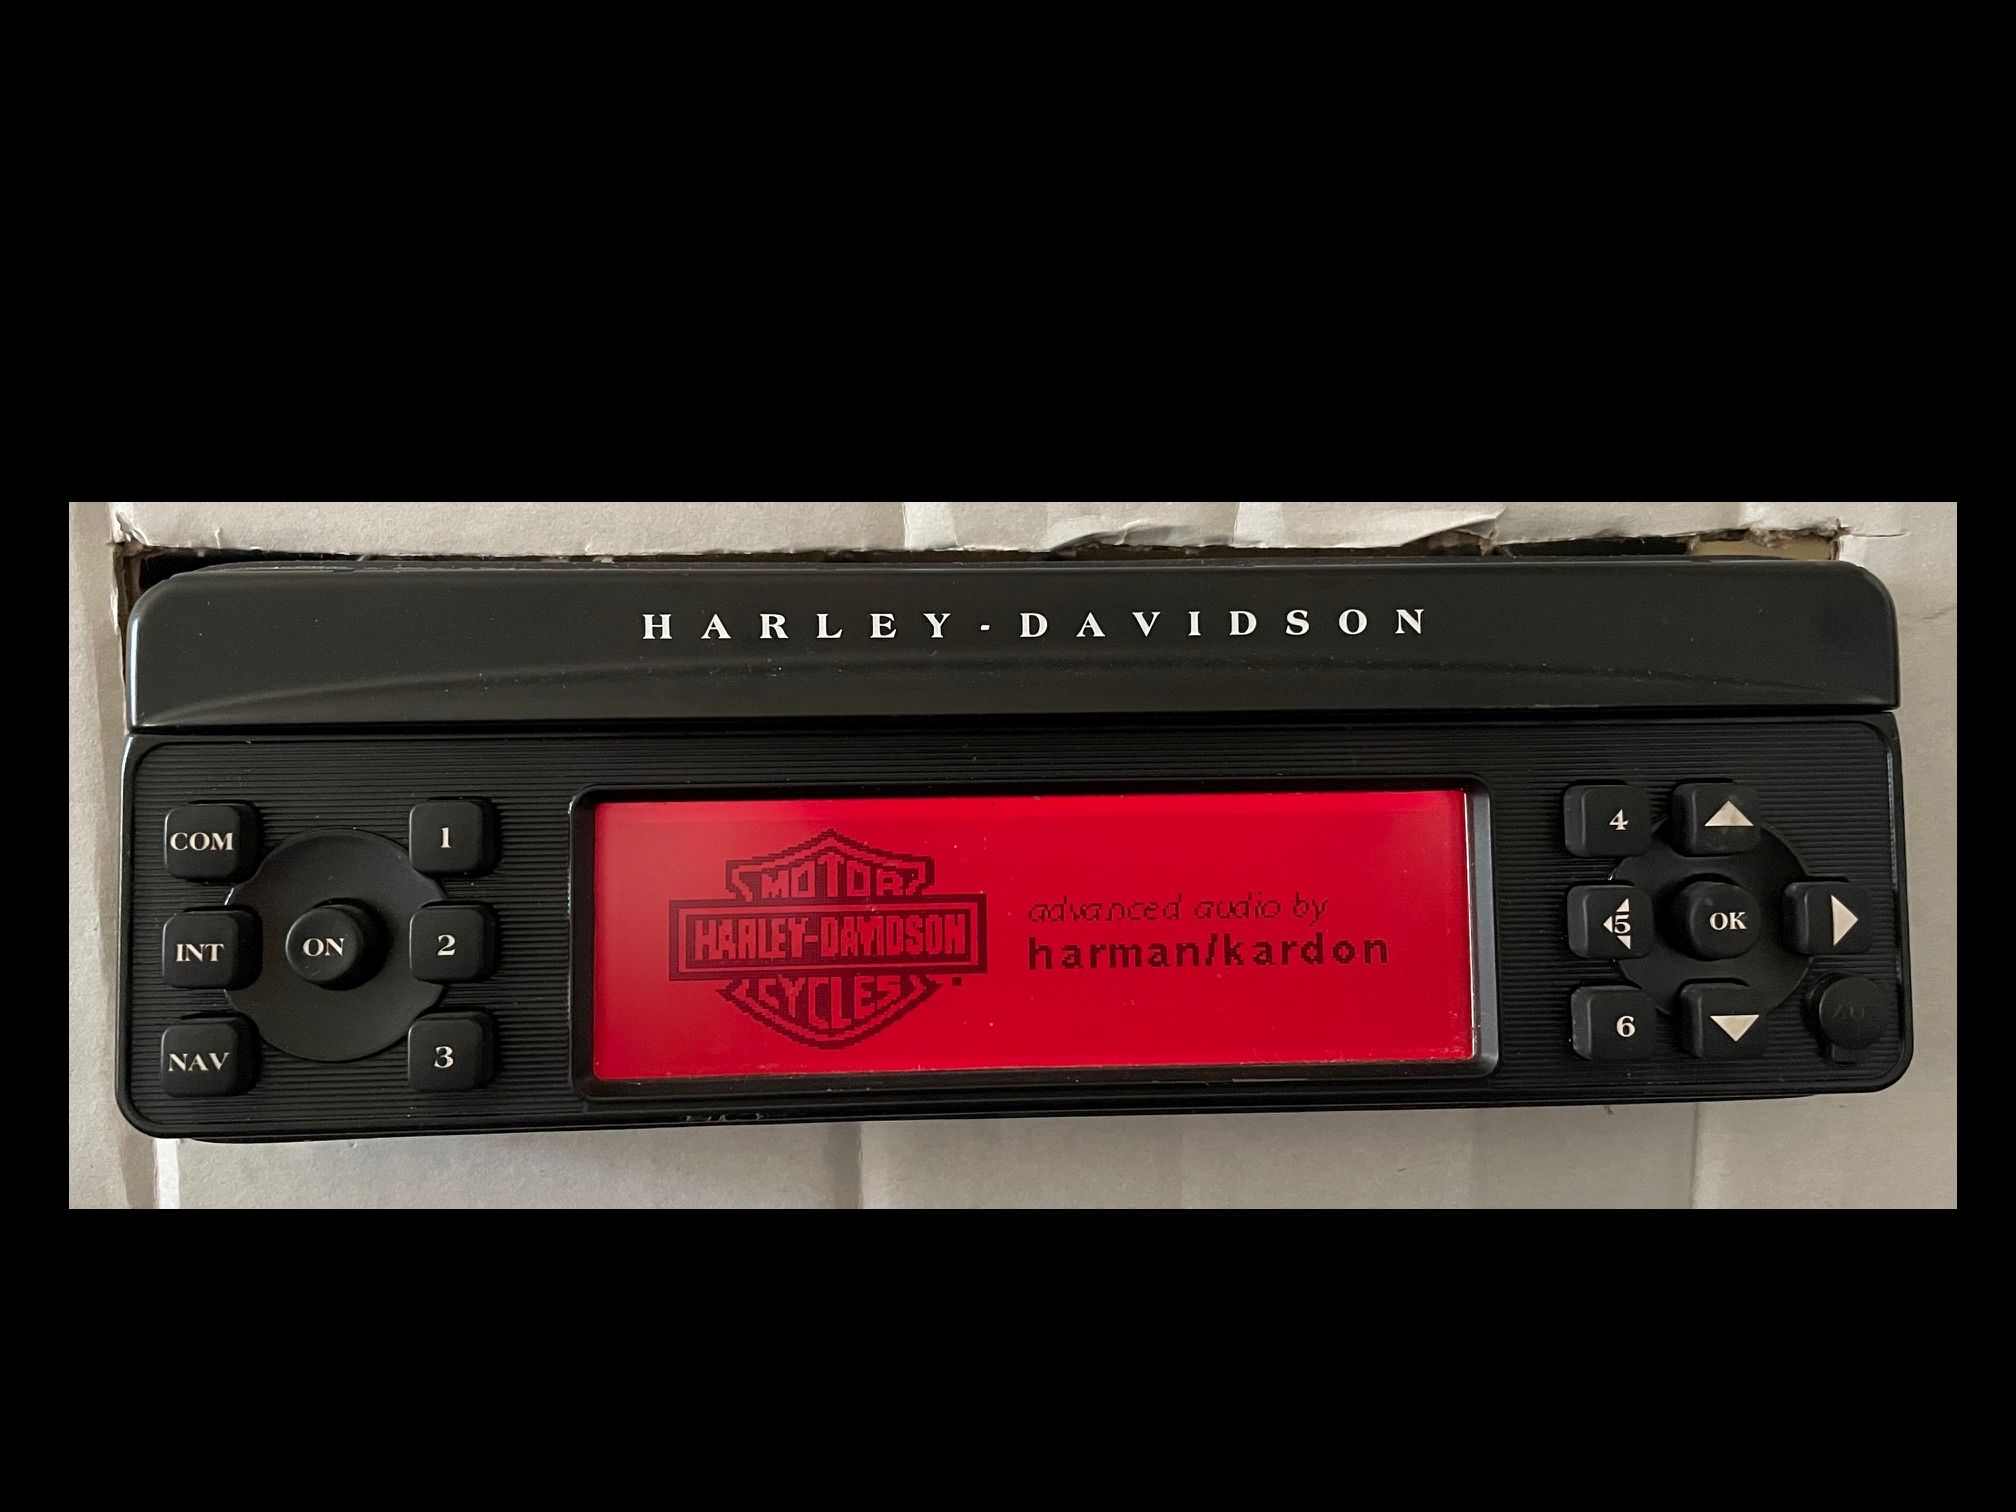 HARLEY-DAVIDSON
COM
INT
NAV
ON
1
2
3
MOTOR
HARLEY-DAVIDSON
CYCLES
advanced audio by
harman/kardon
4
5
6
OK
AUX